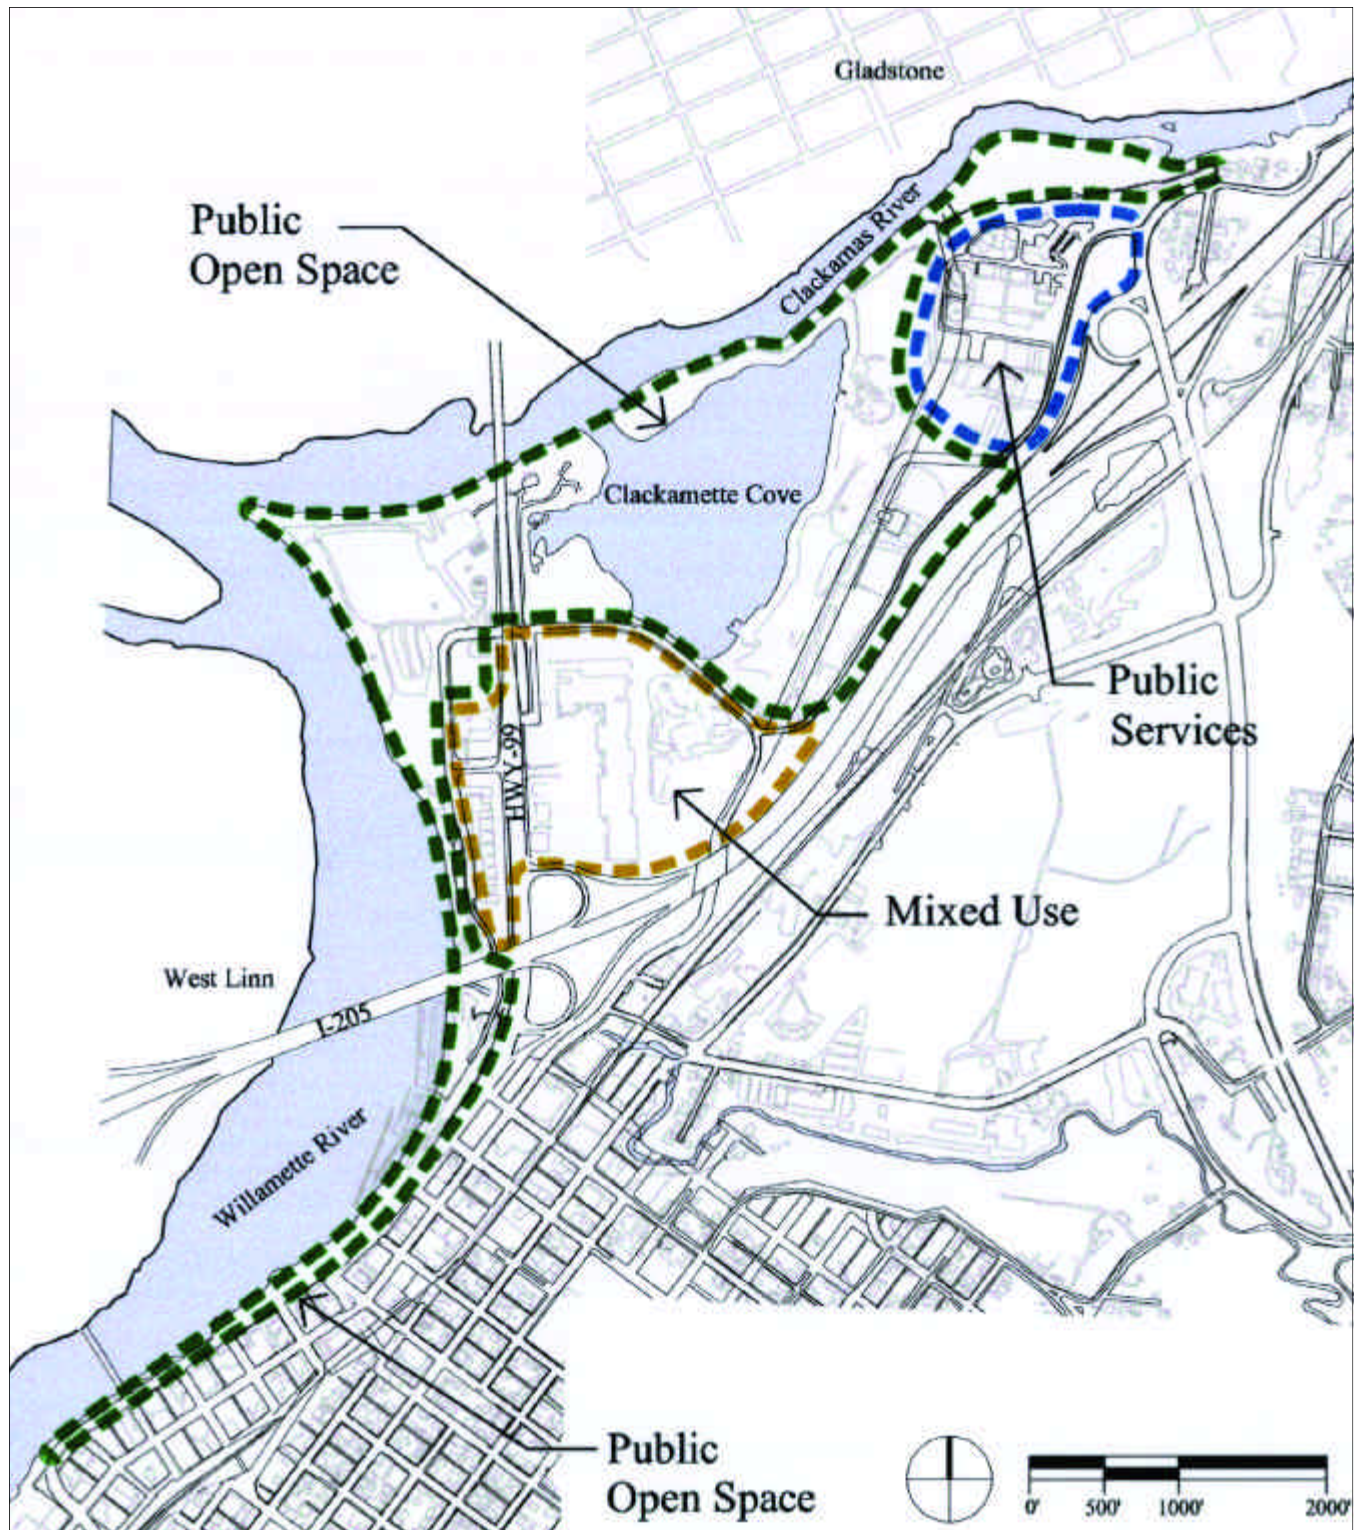 Gladstone
Public
Open Space
Clackamas River
Clackamette Cove
Public
Services
HWY-99
Mixed Use
West Linn
I-205
Willamette River
Public
Open Space
0' 500' 1000' 2000'